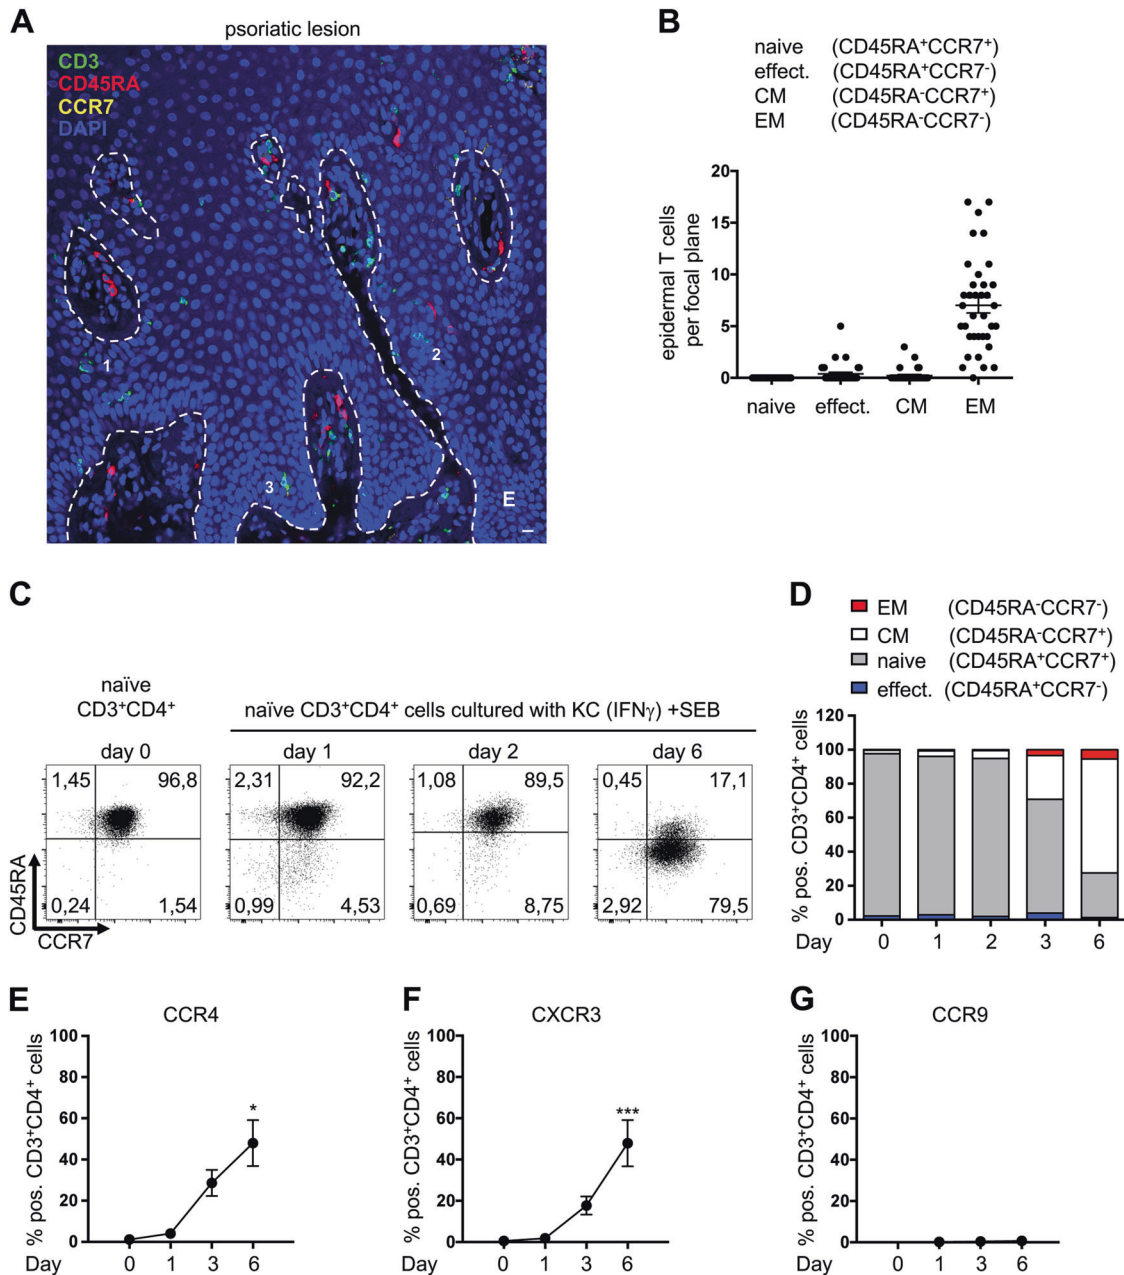 A
psoriatic lesion
CD3
CD45RA
CCR7
DAPI
1
2
3
E
B
naive (CD45RA⁺CCR7⁺)
effect. (CD45RA⁺CCR7⁻)
CM (CD45RA⁻CCR7⁺)
EM (CD45RA⁻CCR7⁻)
epidermal T cells
per focal plane
20
15
10
5
0
naive effect. CM EM
C
naïve
CD3⁺CD4⁺
naïve CD3⁺CD4⁺ cells cultured with KC (IFNγ) +SEB
day 0 day 1 day 2 day 6
1,45 96,8 2,31 92,2 1,08 89,5 0,45 17,1
0,24 1,54 0,99 4,53 0,69 8,75 2,92 79,5
CD45RA
CCR7
D
EM (CD45RA⁻CCR7⁻)
CM (CD45RA⁻CCR7⁺)
naive (CD45RA⁺CCR7⁺)
effect. (CD45RA⁺CCR7⁻)
% pos. CD3⁺CD4⁺ cells
120
100
80
60
40
20
0
Day 0 1 2 3 6
E
CCR4
% pos. CD3⁺CD4⁺ cells
100
80
60
40
20
0
*
Day 0 1 3 6
F
CXCR3
% pos. CD3⁺CD4⁺ cells
100
80
60
40
20
0
***
Day 0 1 3 6
G
CCR9
% pos. CD3⁺CD4⁺ cells
100
80
60
40
20
0
Day 0 1 3 6